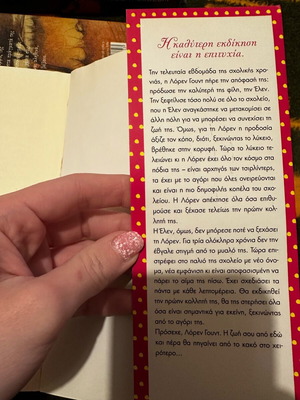 Η καλύτερη εκδίκηση
είναι η επιτυχία.
Την τελευταία εβδομάδα της σχολικής χρο-
νιάς, η Λόρεν Γουντ πήρε την απόφασή της:
πρόδωσε την καλύτερή της φίλη, την Έλεν.
Την ξεφτίλισε τόσο πολύ σε όλο το σχολείο,
που η Έλεν αναγκάστηκε να μετακομίσει σε
άλλη πόλη για να μπορέσει να συνεχίσει τη
ζωή της. Όμως, για τη Λόρεν η προδοσία
άξιζε τον κόπο, διότι, ξεκινώντας το λύκειο,
βρέθηκε στην κορυφή. Τώρα το λύκειο τε-
λειώνει κι η Λόρεν έχει όλο τον κόσμο στα
πόδια της – είναι αρχηγός των τσιρλίντερς,
τα έχει με το αγόρι που όλες ονειρεύονται
και είναι η πιο δημοφιλής κοπέλα του σχο-
λείου. Η Λόρεν απέκτησε όλα όσα επιθυ-
μούσε και ξέχασε τελείως την πρώην κολλ-
ητή της.
Η Έλεν, όμως, δεν μπόρεσε ποτέ να ξεχάσει
τη Λόρεν. Για τρία ολόκληρα χρόνια δεν την
έβγαλε στιγμή από το μυαλό της. Τώρα επι-
στρέφει στο παλιό της σχολείο με νέο όνο-
μα, νέα εμφάνιση κι είναι αποφασισμένη να
πάρει το αίμα της πίσω. Έχει σχεδιάσει τα
πάντα με κάθε λεπτομέρεια. Θα εκδικηθεί
την πρώην κολλητή της, θα της στερήσει όλα
όσα είναι σημαντικά για εκείνη, ξεκινώντας
από το αγόρι της.
Πρόσεχε, Λόρεν Γουντ. Η ζωή σου από εδώ
και πέρα θα πηγαίνει από το κακό στο χει-
ρότερο...